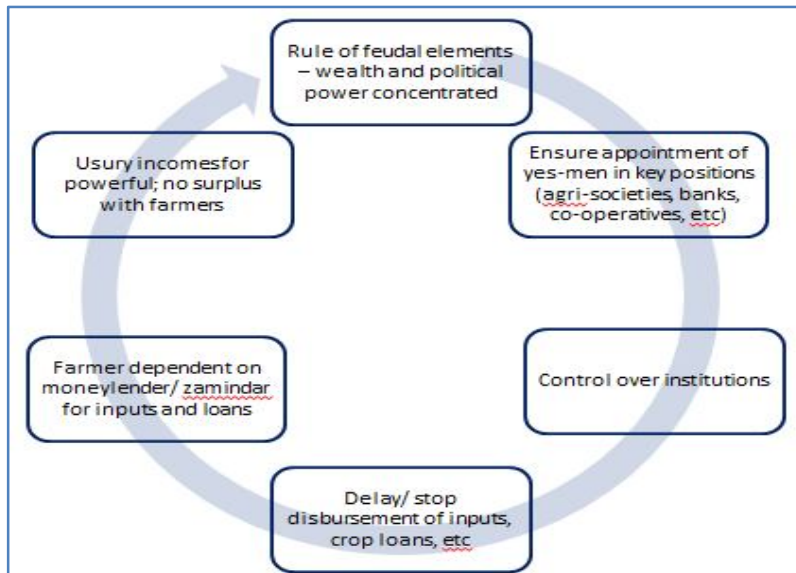 Rule of feudal elements
– wealth and political
power concentrated
Ensure appointment of
yes-men in key positions
(agri-societies, banks,
co-operatives, etc)
Control over institutions
Delay/ stop
disbursement of inputs,
crop loans, etc
Farmer dependent on
moneylender/ zamindar
for inputs and loans
Usury incomesfor
powerful; no surplus
with farmers